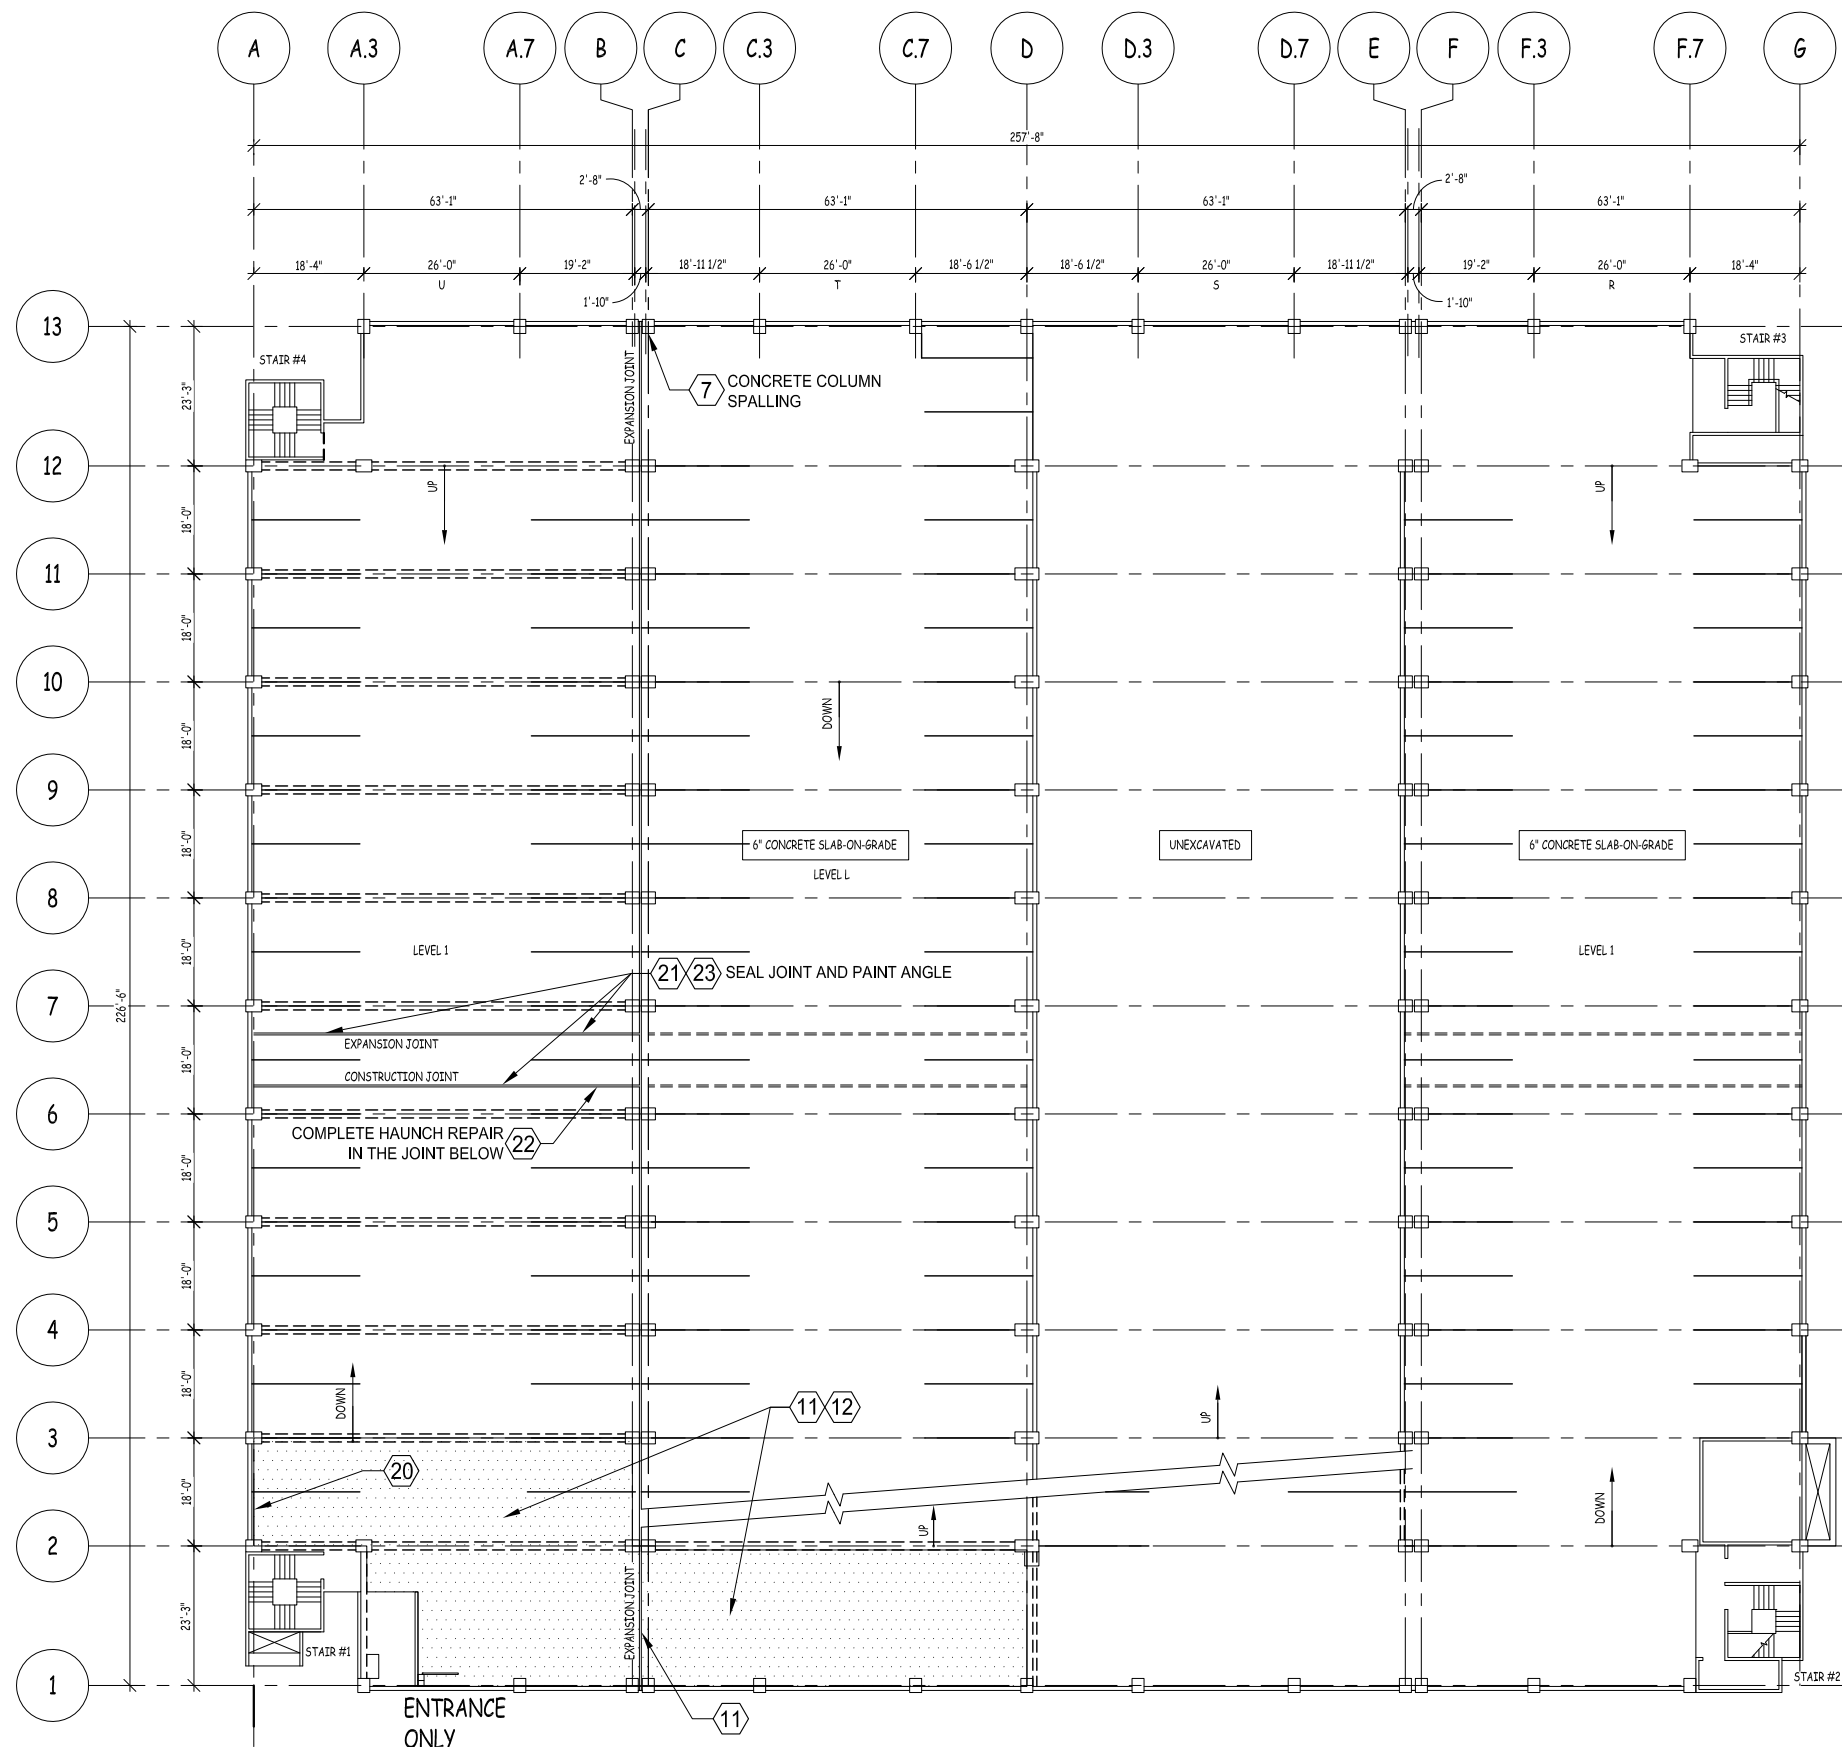 A A.3 A.7 B C C.3 C.7 D D.3 D.7 E F F.3 F.7 G
257'-8"
2'-8" 2'-8"
63'-1" 63'-1" 63'-1" 63'-1"
18'-4" 26'-0" 19'-2" 18'-11 1/2" 26'-0" 18'-6 1/2" 18'-6 1/2" 26'-0" 18'-11 1/2" 19'-2" 26'-0" 18'-4"
U T S R
1'-10" 1'-10"
13
STAIR #4
STAIR #3
EXPANSION JOINT
7 CONCRETE COLUMN
SPALLING
23'-3"
12
UP
UP
18'-0"
11
18'-0"
10
DOWN
18'-0"
9
18'-0"
6" CONCRETE SLAB-ON-GRADE
UNEXCAVATED
6" CONCRETE SLAB-ON-GRADE
LEVEL L
8
18'-0"
LEVEL 1
LEVEL 1
21 23 SEAL JOINT AND PAINT ANGLE
7
226'-6"
EXPANSION JOINT
18'-0"
CONSTRUCTION JOINT
6
COMPLETE HAUNCH REPAIR
IN THE JOINT BELOW
22
18'-0"
5
18'-0"
4
18'-0"
DOWN
11 12
UP
3
20
18'-0"
DOWN
UP
2
EXPANSION JOINT
23'-3"
STAIR #1
STAIR #2
1
ENTRANCE
ONLY
11